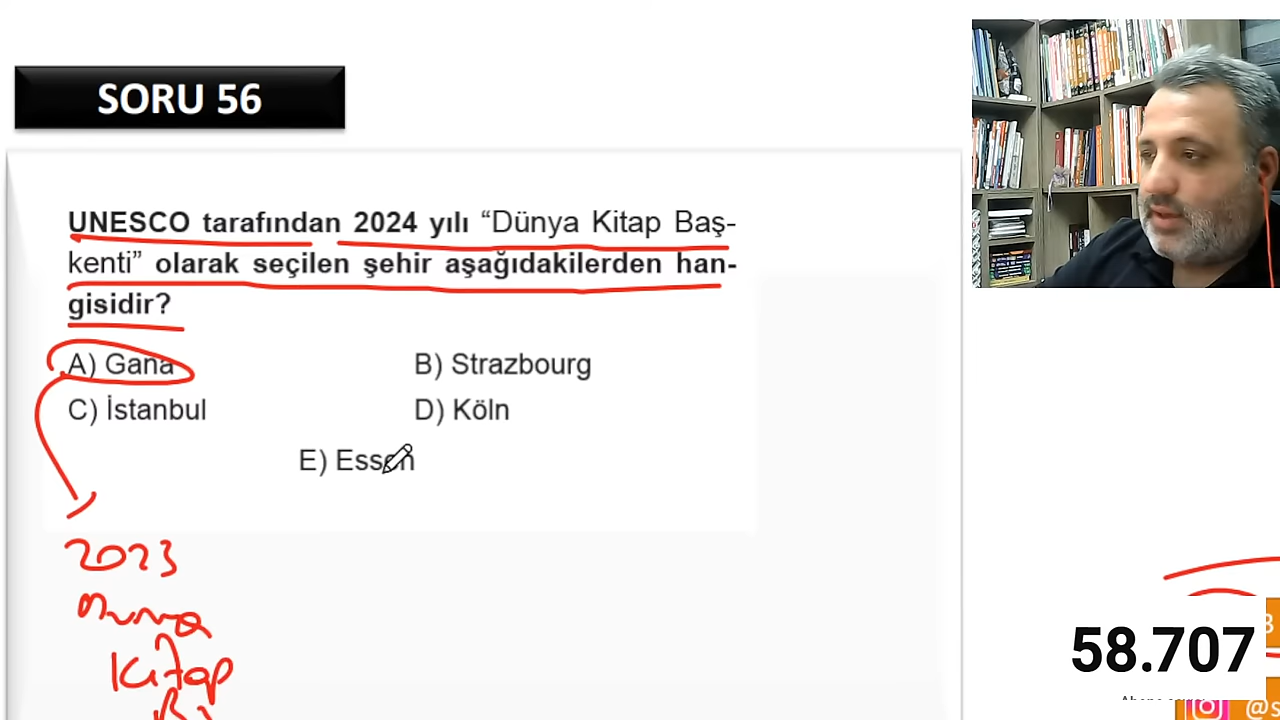 SORU 56
UNESCO tarafından 2024 yılı “Dünya Kitap Baş-
kenti” olarak seçilen şehir aşağıdakilerden han-
gisidir?
A) Gana
B) Strazbourg
C) İstanbul
D) Köln
E) Essen
2023
Dünya
Kitap
58.707
@s